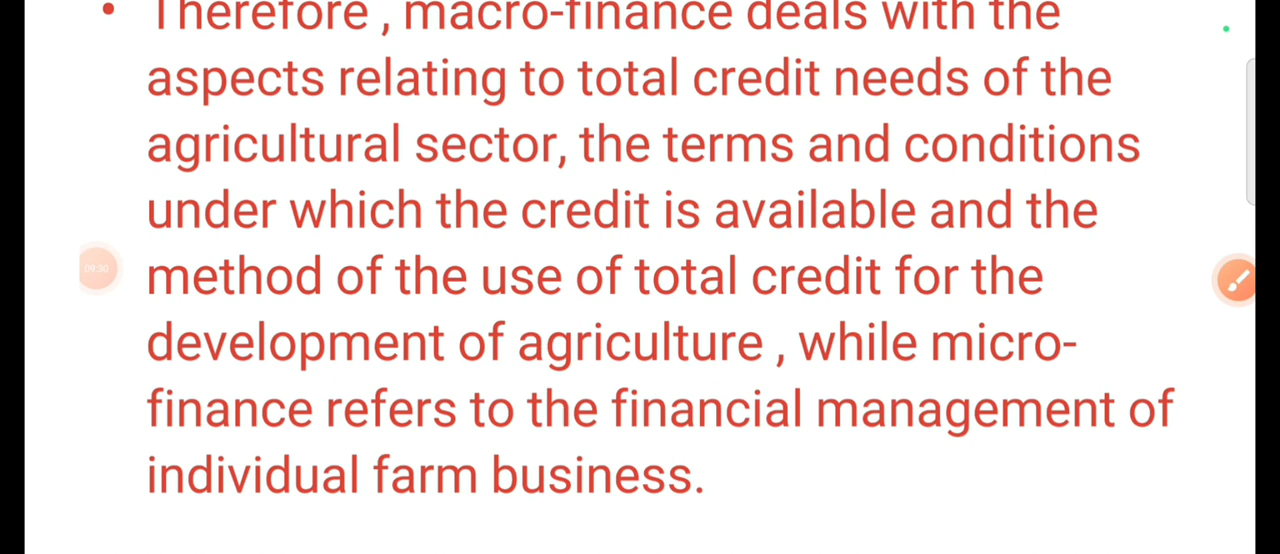 • Therefore , macro-finance deals with the
aspects relating to total credit needs of the
agricultural sector, the terms and conditions
under which the credit is available and the
method of the use of total credit for the
development of agriculture , while micro-
finance refers to the financial management of
individual farm business.
09:30